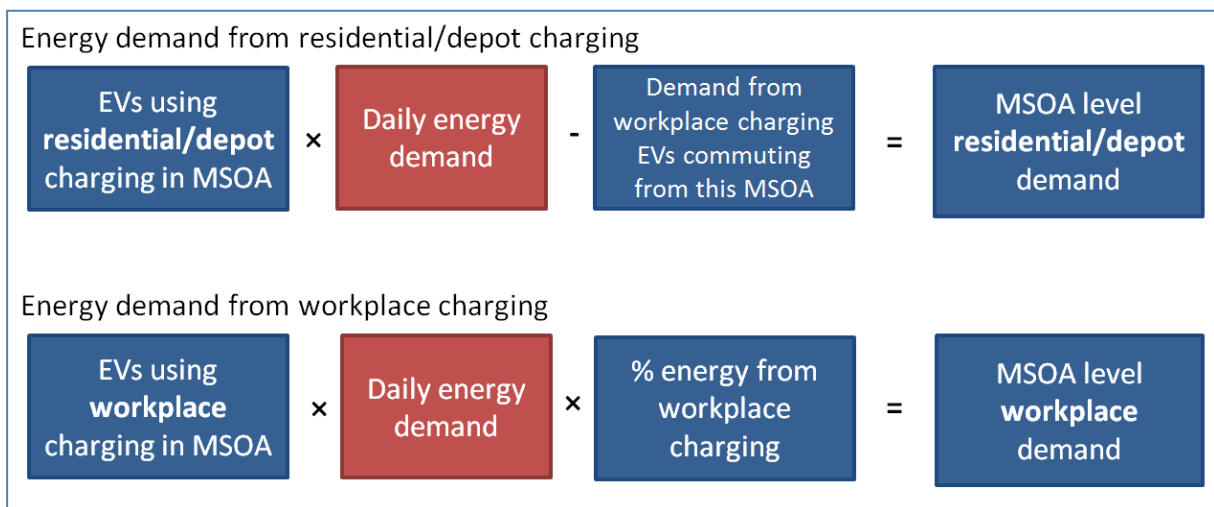 Energy demand from residential/depot charging
EVs using
residential/depot
charging in MSOA
×
Daily energy
demand
-
Demand from
workplace charging
EVs commuting
from this MSOA
=
MSOA level
residential/depot
demand
Energy demand from workplace charging
EVs using
workplace
charging in MSOA
×
Daily energy
demand
×
% energy from
workplace
charging
=
MSOA level
workplace
demand